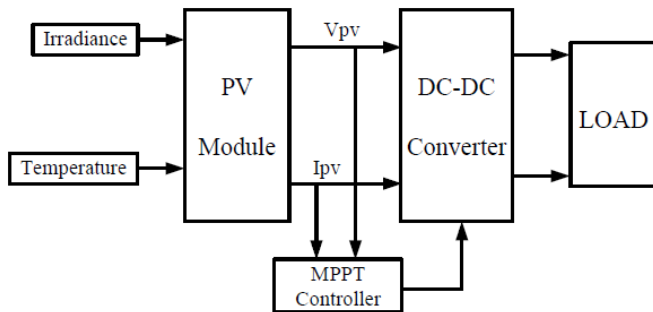 Irradiance
Temperature
PV
Module
Vpv
Ipv
MPPT
Controller
DC-DC
Converter
LOAD